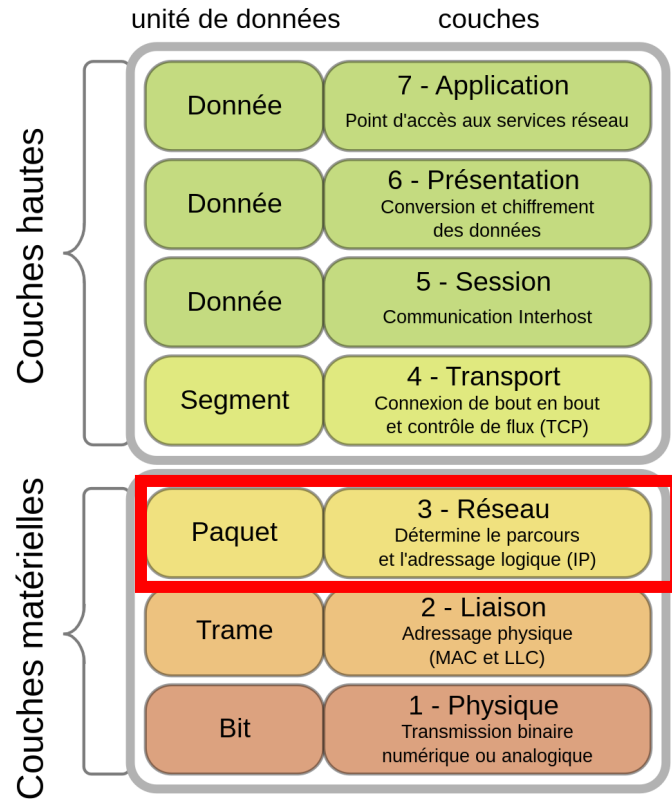 unité de données couches
Couches hautes
Donnée
7 - Application
Point d'accès aux services réseau
Donnée
6 - Présentation
Conversion et chiffrement
des données
Donnée
5 - Session
Communication Interhost
Segment
4 - Transport
Connexion de bout en bout
et contrôle de flux (TCP)
Couches matérielles
Paquet
3 - Réseau
Détermine le parcours
et l'adressage logique (IP)
Trame
2 - Liaison
Adressage physique
(MAC et LLC)
Bit
1 - Physique
Transmission binaire
numérique ou analogique